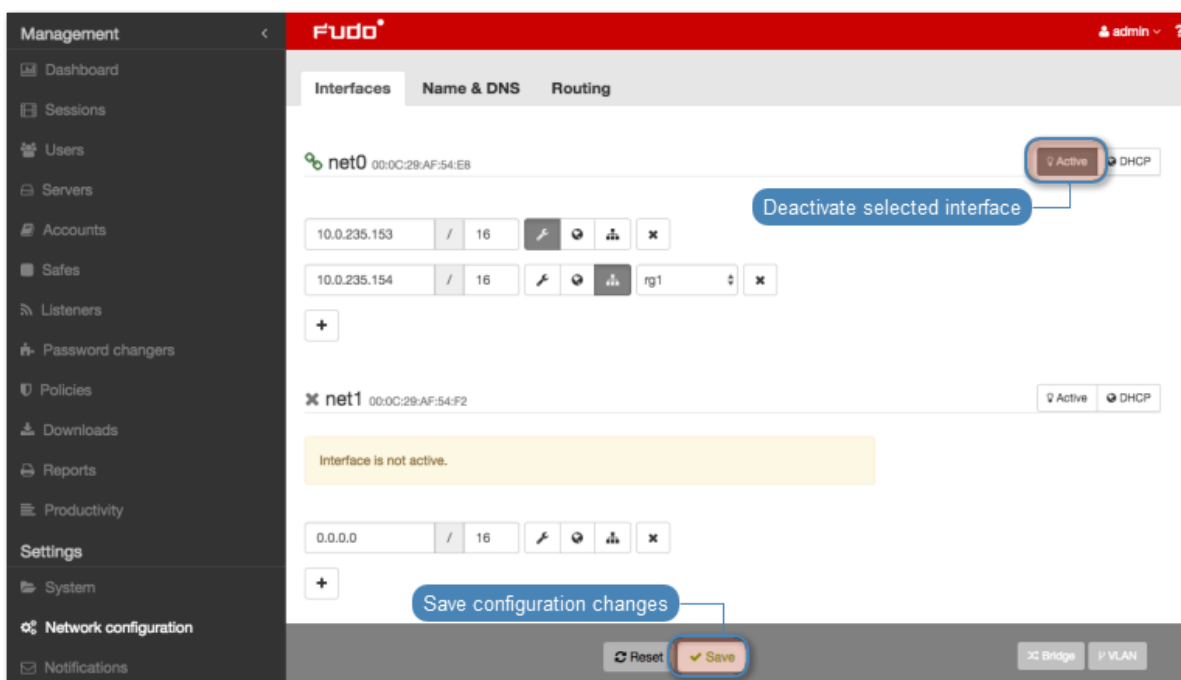 Management
Fudo
admin
?
Dashboard
Sessions
Users
Servers
Accounts
Safes
Listeners
Password changers
Policies
Downloads
Reports
Productivity
Settings
System
Network configuration
Notifications
Interfaces Name & DNS Routing
net0 00:0C:29:AF:54:E8
Active DHCP
Deactivate selected interface
10.0.235.153 / 16
10.0.235.154 / 16 rg1
+
net1 00:0C:29:AF:54:F2
Active DHCP
Interface is not active.
0.0.0.0 / 16
+
Save configuration changes
Reset Save
Bridge VLAN